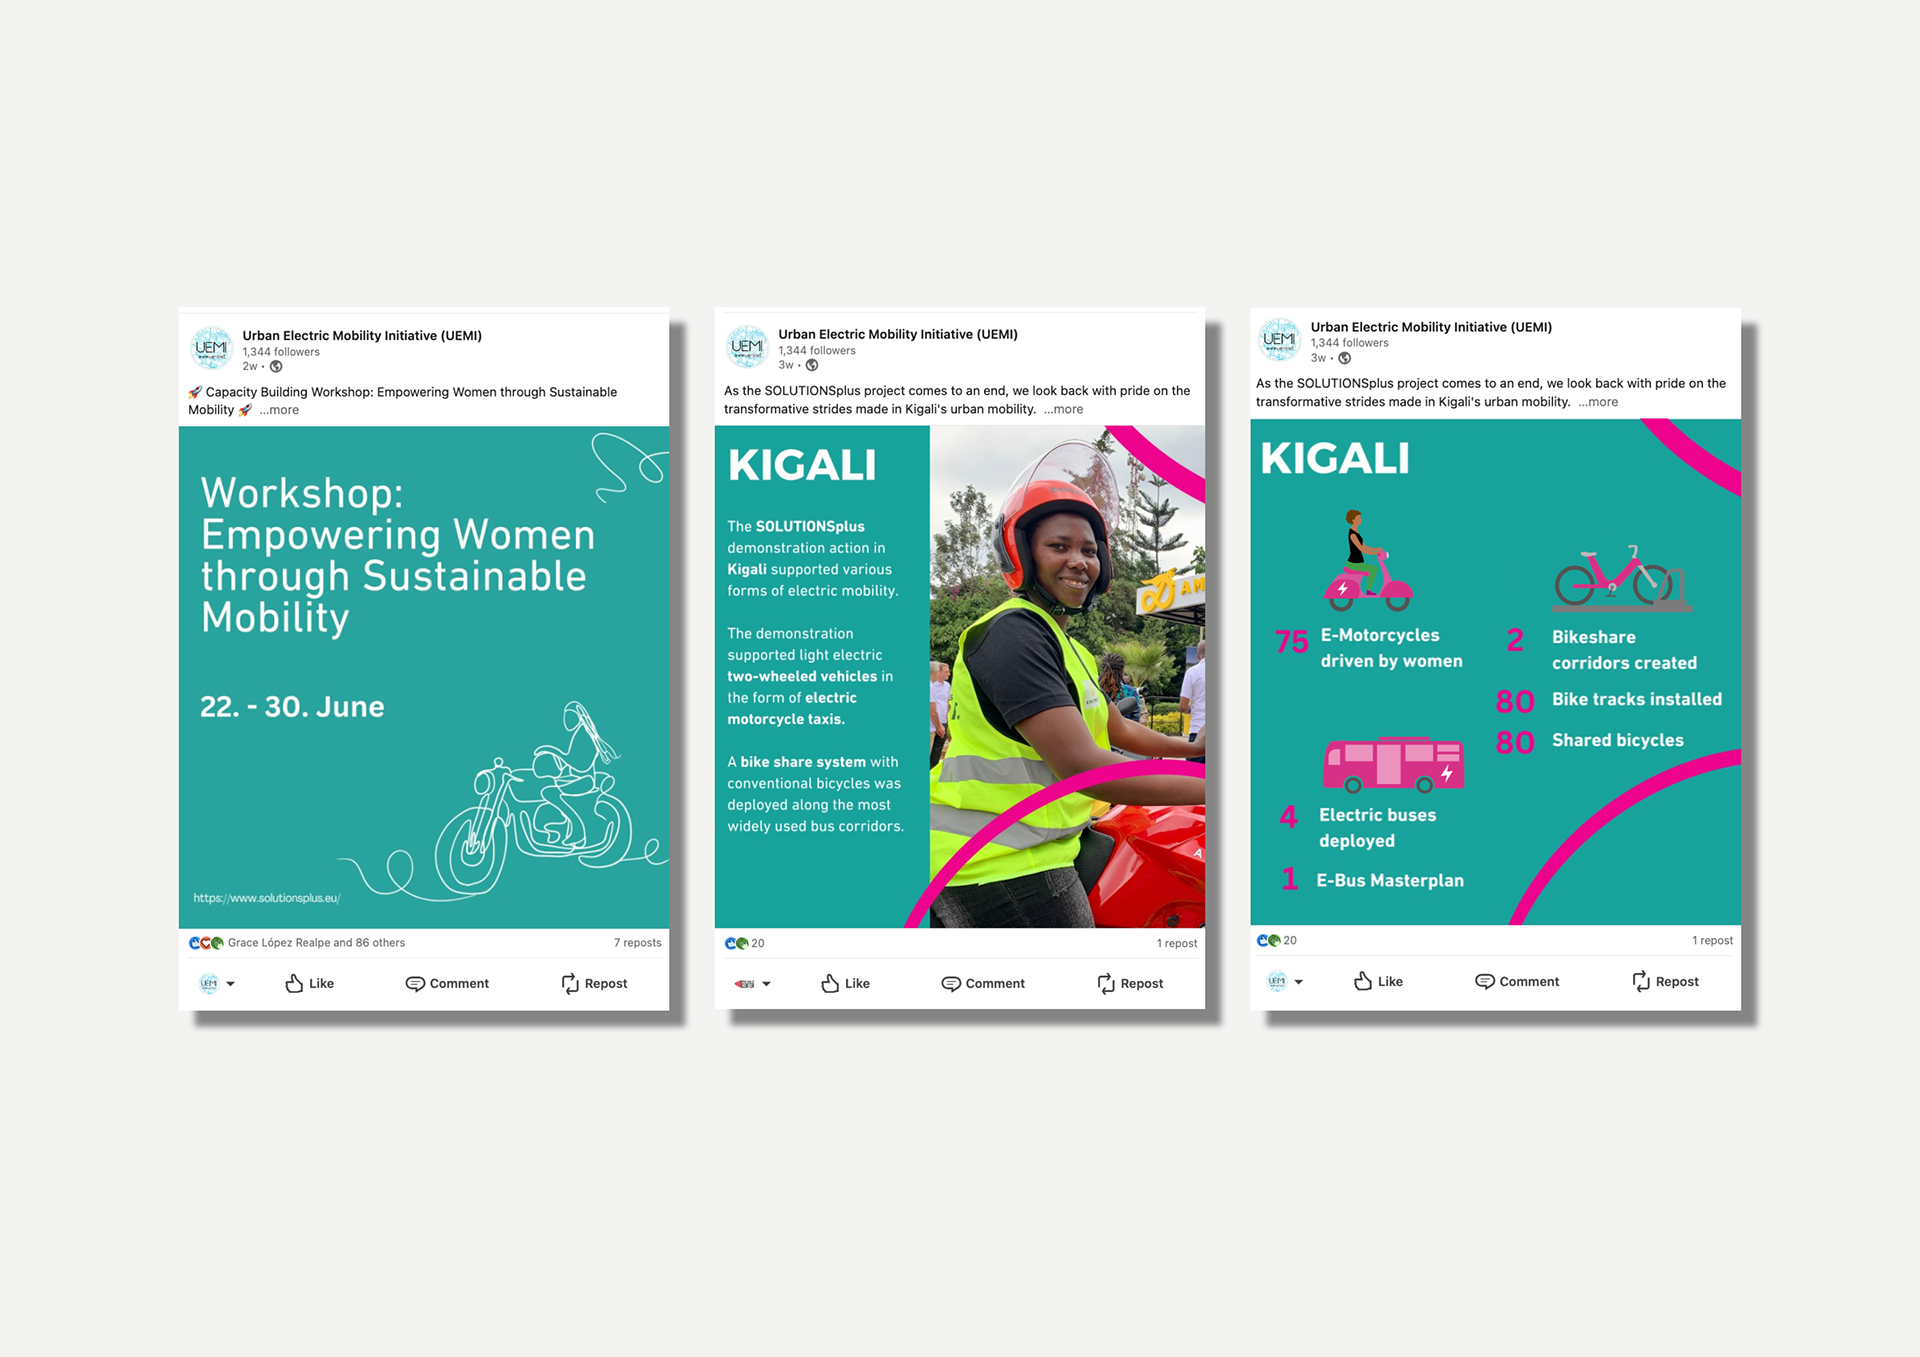 UEMI
Urban Electric Mobility Initiative (UEMI)
1,344 followers
2w •
🚀 Capacity Building Workshop: Empowering Women through Sustainable
Mobility 🚀 ...more
Workshop:
Empowering Women
through Sustainable
Mobility
22. - 30. June
https://www.solutionsplus.eu/
Grace López Realpe and 86 others
7 reposts
UEMI
Like
Comment
Repost
UEMI
Urban Electric Mobility Initiative (UEMI)
1,344 followers
3w •
As the SOLUTIONSplus project comes to an end, we look back with pride on the
transformative strides made in Kigali's urban mobility. ...more
KIGALI
The SOLUTIONSplus
demonstration action in
Kigali supported various
forms of electric mobility.
The demonstration
supported light electric
two-wheeled vehicles in
the form of electric
motorcycle taxis.
A bike share system with
conventional bicycles was
deployed along the most
widely used bus corridors.
AM
A
20
1 repost
Like
Comment
Repost
UEMI
Urban Electric Mobility Initiative (UEMI)
1,344 followers
3w •
As the SOLUTIONSplus project comes to an end, we look back with pride on the
transformative strides made in Kigali's urban mobility. ...more
KIGALI
75 E-Motorcycles
driven by women
2 Bikeshare
corridors created
80 Bike tracks installed
80 Shared bicycles
4 Electric buses
deployed
1 E-Bus Masterplan
20
1 repost
UEMI
Like
Comment
Repost